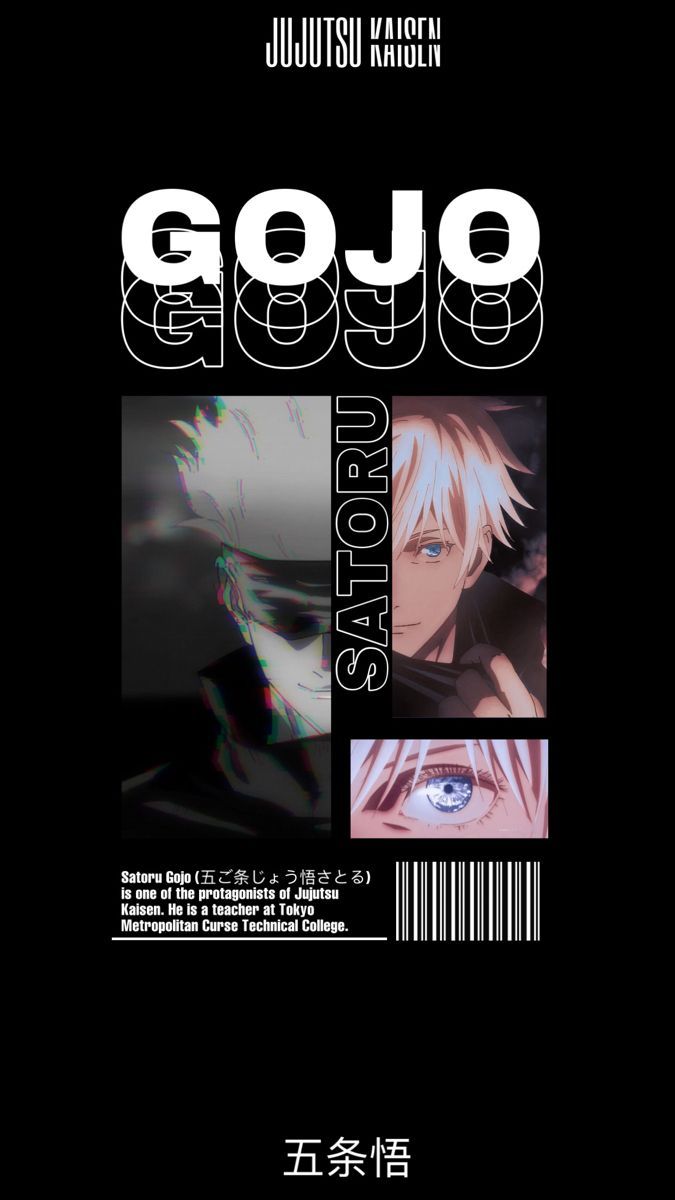 JUJUTSU KAISEN
GOJO
GOJO
GOJO
SATORU
Satoru Gojo (五ご条じょう悟さとる)
is one of the protagonists of Jujutsu
Kaisen. He is a teacher at Tokyo
Metropolitan Curse Technical College.
五条悟